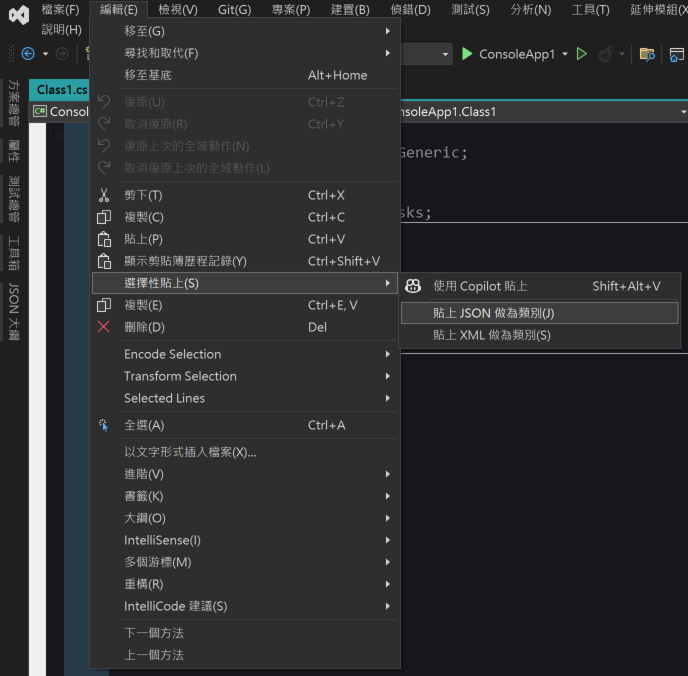 檔案(F) 編輯(E) 檢視(V) Git(G) 專案(P) 建置(B) 偵錯(D) 測試(S) 分析(N) 工具(T) 延伸模組(X
說明(H)
ConsoleApp1
Class1.cs
C# Consol
nsoleApp1.Class1
Generic;
sks;
方案總管
屬性
測試總管
工具箱
JSON 大綱
移至(G)
尋找和取代(F)
移至基底 Alt+Home
復原(U) Ctrl+Z
取消復原(R) Ctrl+Y
復原上次的全域動作(N)
取消復原上次的全域動作(L)
剪下(T) Ctrl+X
複製(C) Ctrl+C
貼上(P) Ctrl+V
顯示剪貼簿歷程記錄(Y) Ctrl+Shift+V
選擇性貼上(S)
複製(E) Ctrl+E, V
刪除(D) Del
Encode Selection
Transform Selection
Selected Lines
全選(A) Ctrl+A
以文字形式插入檔案(X)...
進階(V)
書籤(K)
大綱(O)
IntelliSense(I)
多個游標(M)
重構(R)
IntelliCode 建議(S)
下一個方法
上一個方法
使用 Copilot 貼上 Shift+Alt+V
貼上 JSON 做為類別(J)
貼上 XML 做為類別(S)